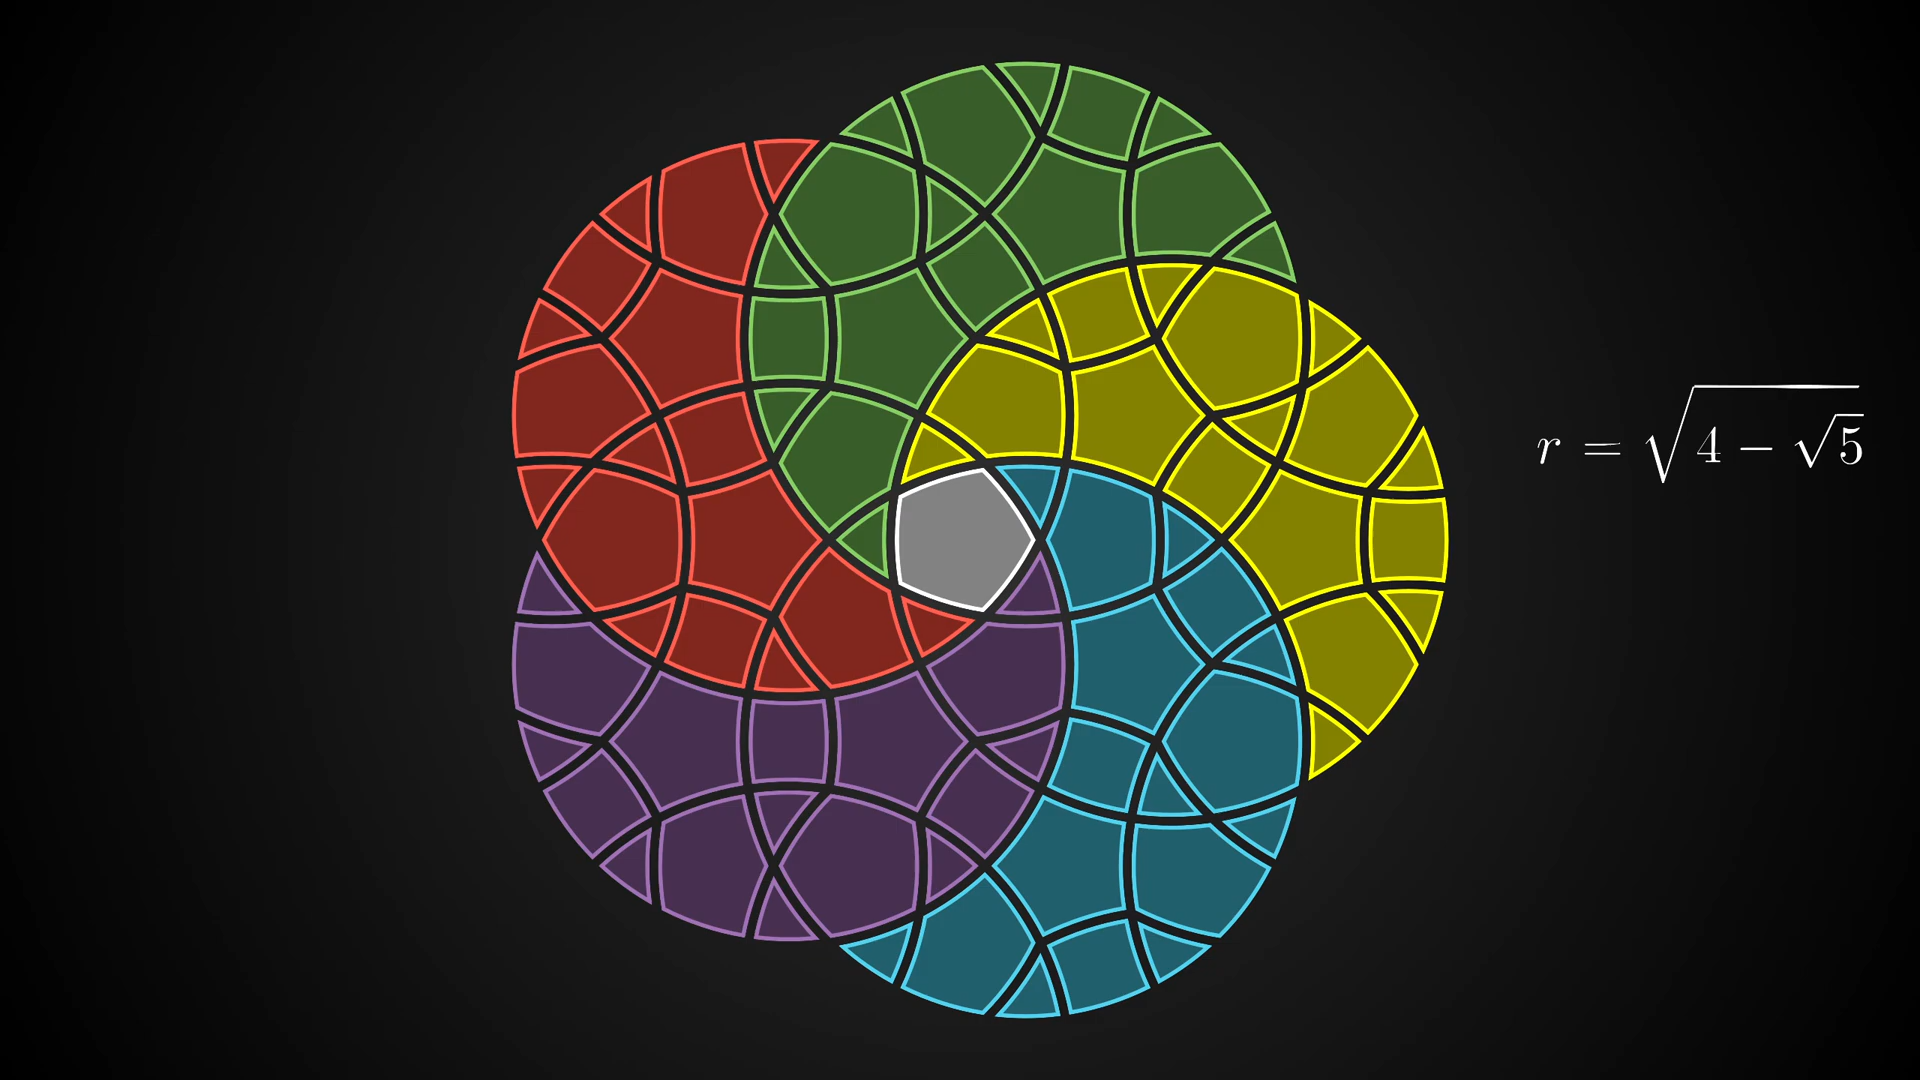 r = √(4 − √5)